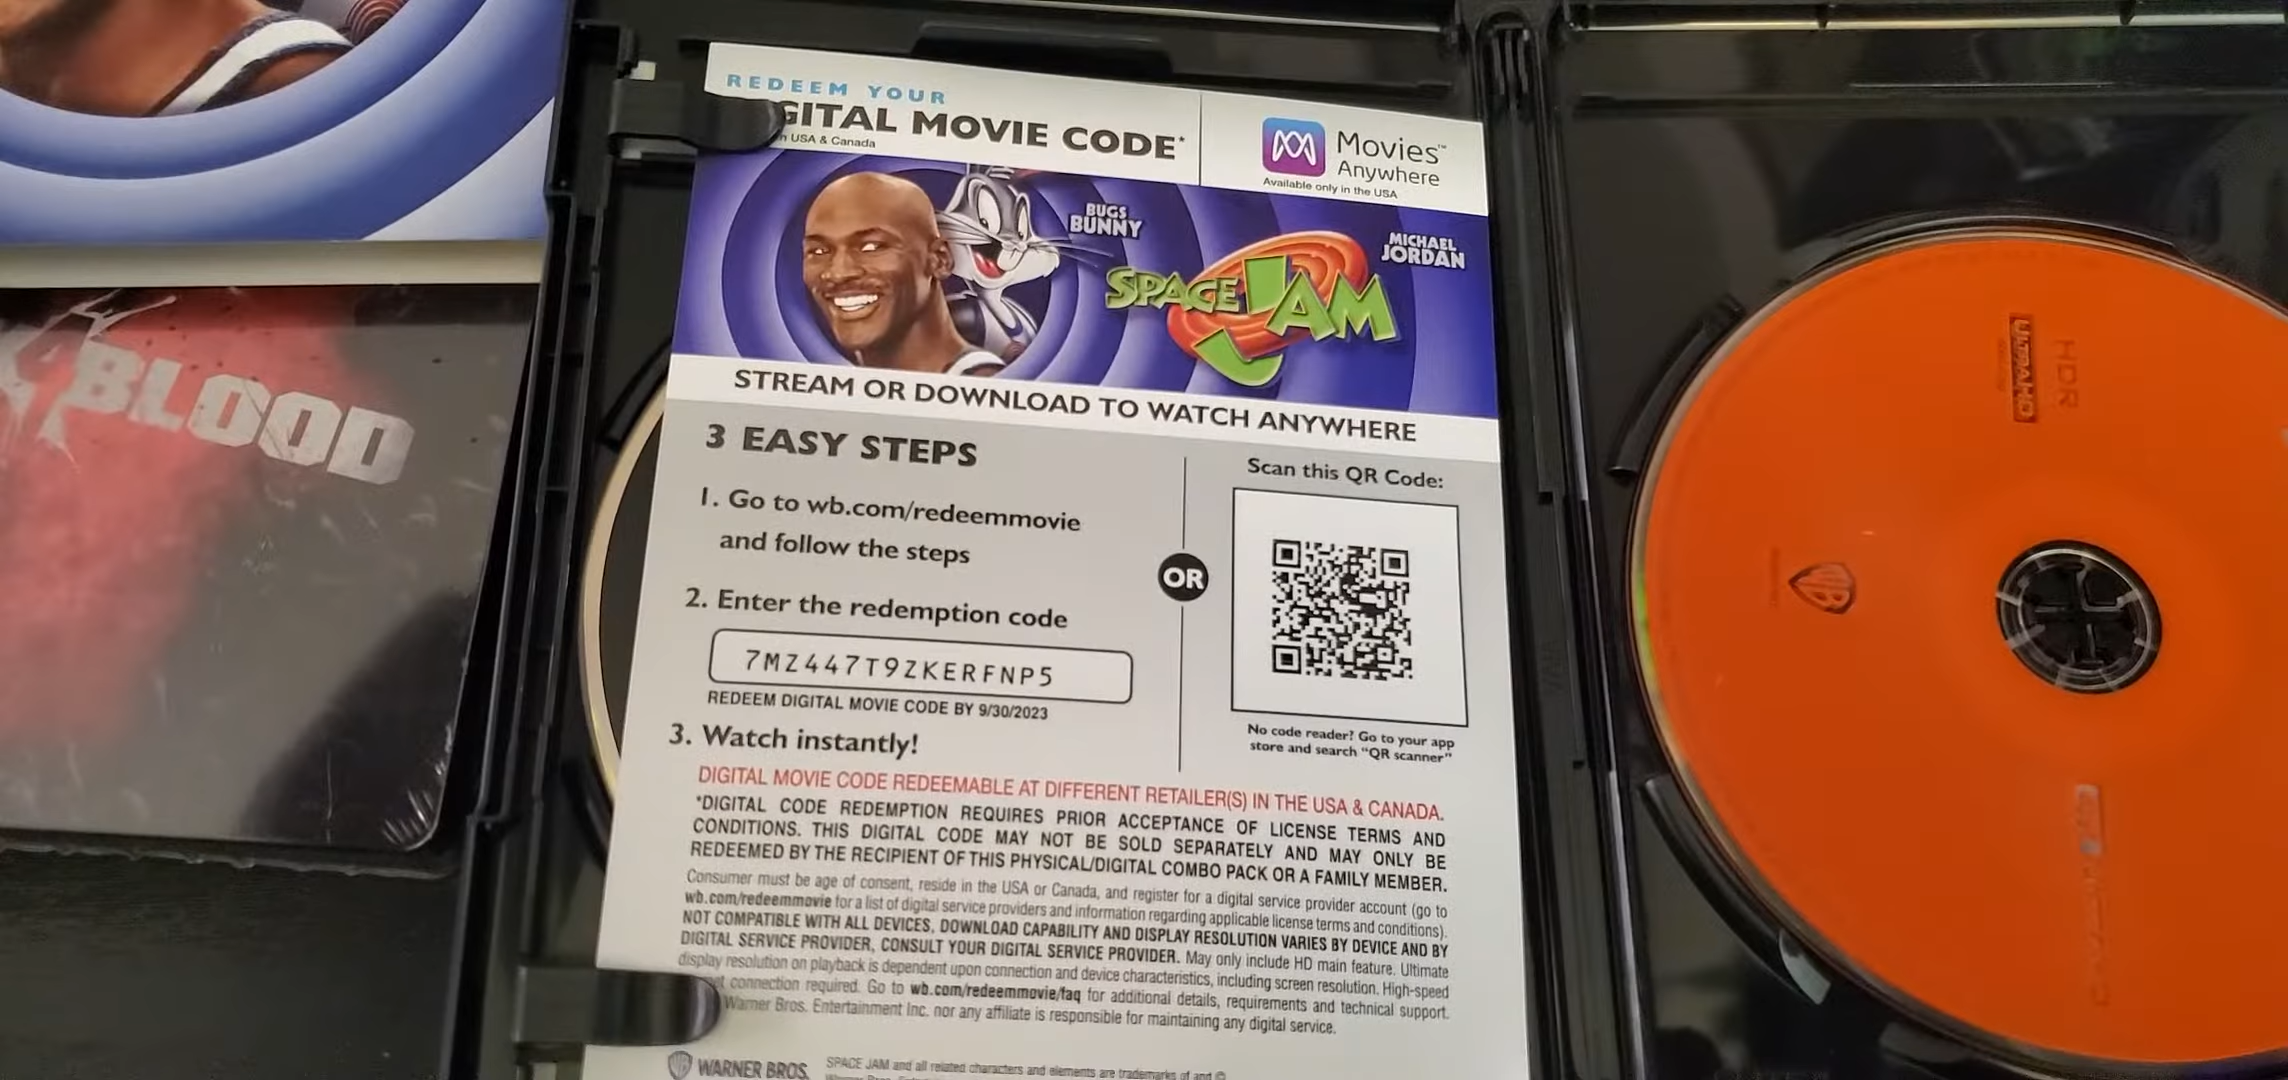 REDEEM YOUR
GITAL MOVIE CODE*
USA & Canada
Movies™
Anywhere
Available only in the USA
BUGS
BUNNY
SPACE JAM
MICHAEL
JORDAN
STREAM OR DOWNLOAD TO WATCH ANYWHERE
3 EASY STEPS
1. Go to wb.com/redeemmovie
and follow the steps
2. Enter the redemption code
7MZ447T9ZKERFNP5
REDEEM DIGITAL MOVIE CODE BY 9/30/2023
3. Watch instantly!
OR
Scan this QR Code:
No code reader? Go to your app
store and search "QR scanner"
DIGITAL MOVIE CODE REDEEMABLE AT DIFFERENT RETAILER(S) IN THE USA & CANADA.
*DIGITAL CODE REDEMPTION REQUIRES PRIOR ACCEPTANCE OF LICENSE TERMS AND
CONDITIONS. THIS DIGITAL CODE MAY NOT BE SOLD SEPARATELY AND MAY ONLY BE
REDEEMED BY THE RECIPIENT OF THIS PHYSICAL/DIGITAL COMBO PACK OR A FAMILY MEMBER.
Consumer must be age of consent, reside in the USA or Canada, and register for a digital service provider account (go to
wb.com/redeemmovie for a list of digital service providers and information regarding applicable license terms and conditions).
NOT COMPATIBLE WITH ALL DEVICES, DOWNLOAD CAPABILITY AND DISPLAY RESOLUTION VARIES BY DEVICE AND BY
DIGITAL SERVICE PROVIDER, CONSULT YOUR DIGITAL SERVICE PROVIDER. May only include HD main feature. Ultimate
display resolution on playback is dependent upon connection and device characteristics, including screen resolution. High-speed
connection required. Go to wb.com/redeemmovie/faq for additional details, requirements and technical support.
Warner Bros. Entertainment Inc. nor any affiliate is responsible for maintaining any digital service.
WB WARNER BROS.
SPACE JAM and all related characters and elements are trademarks of and ©
BLOOD
ULTRA HD
HDR
WB